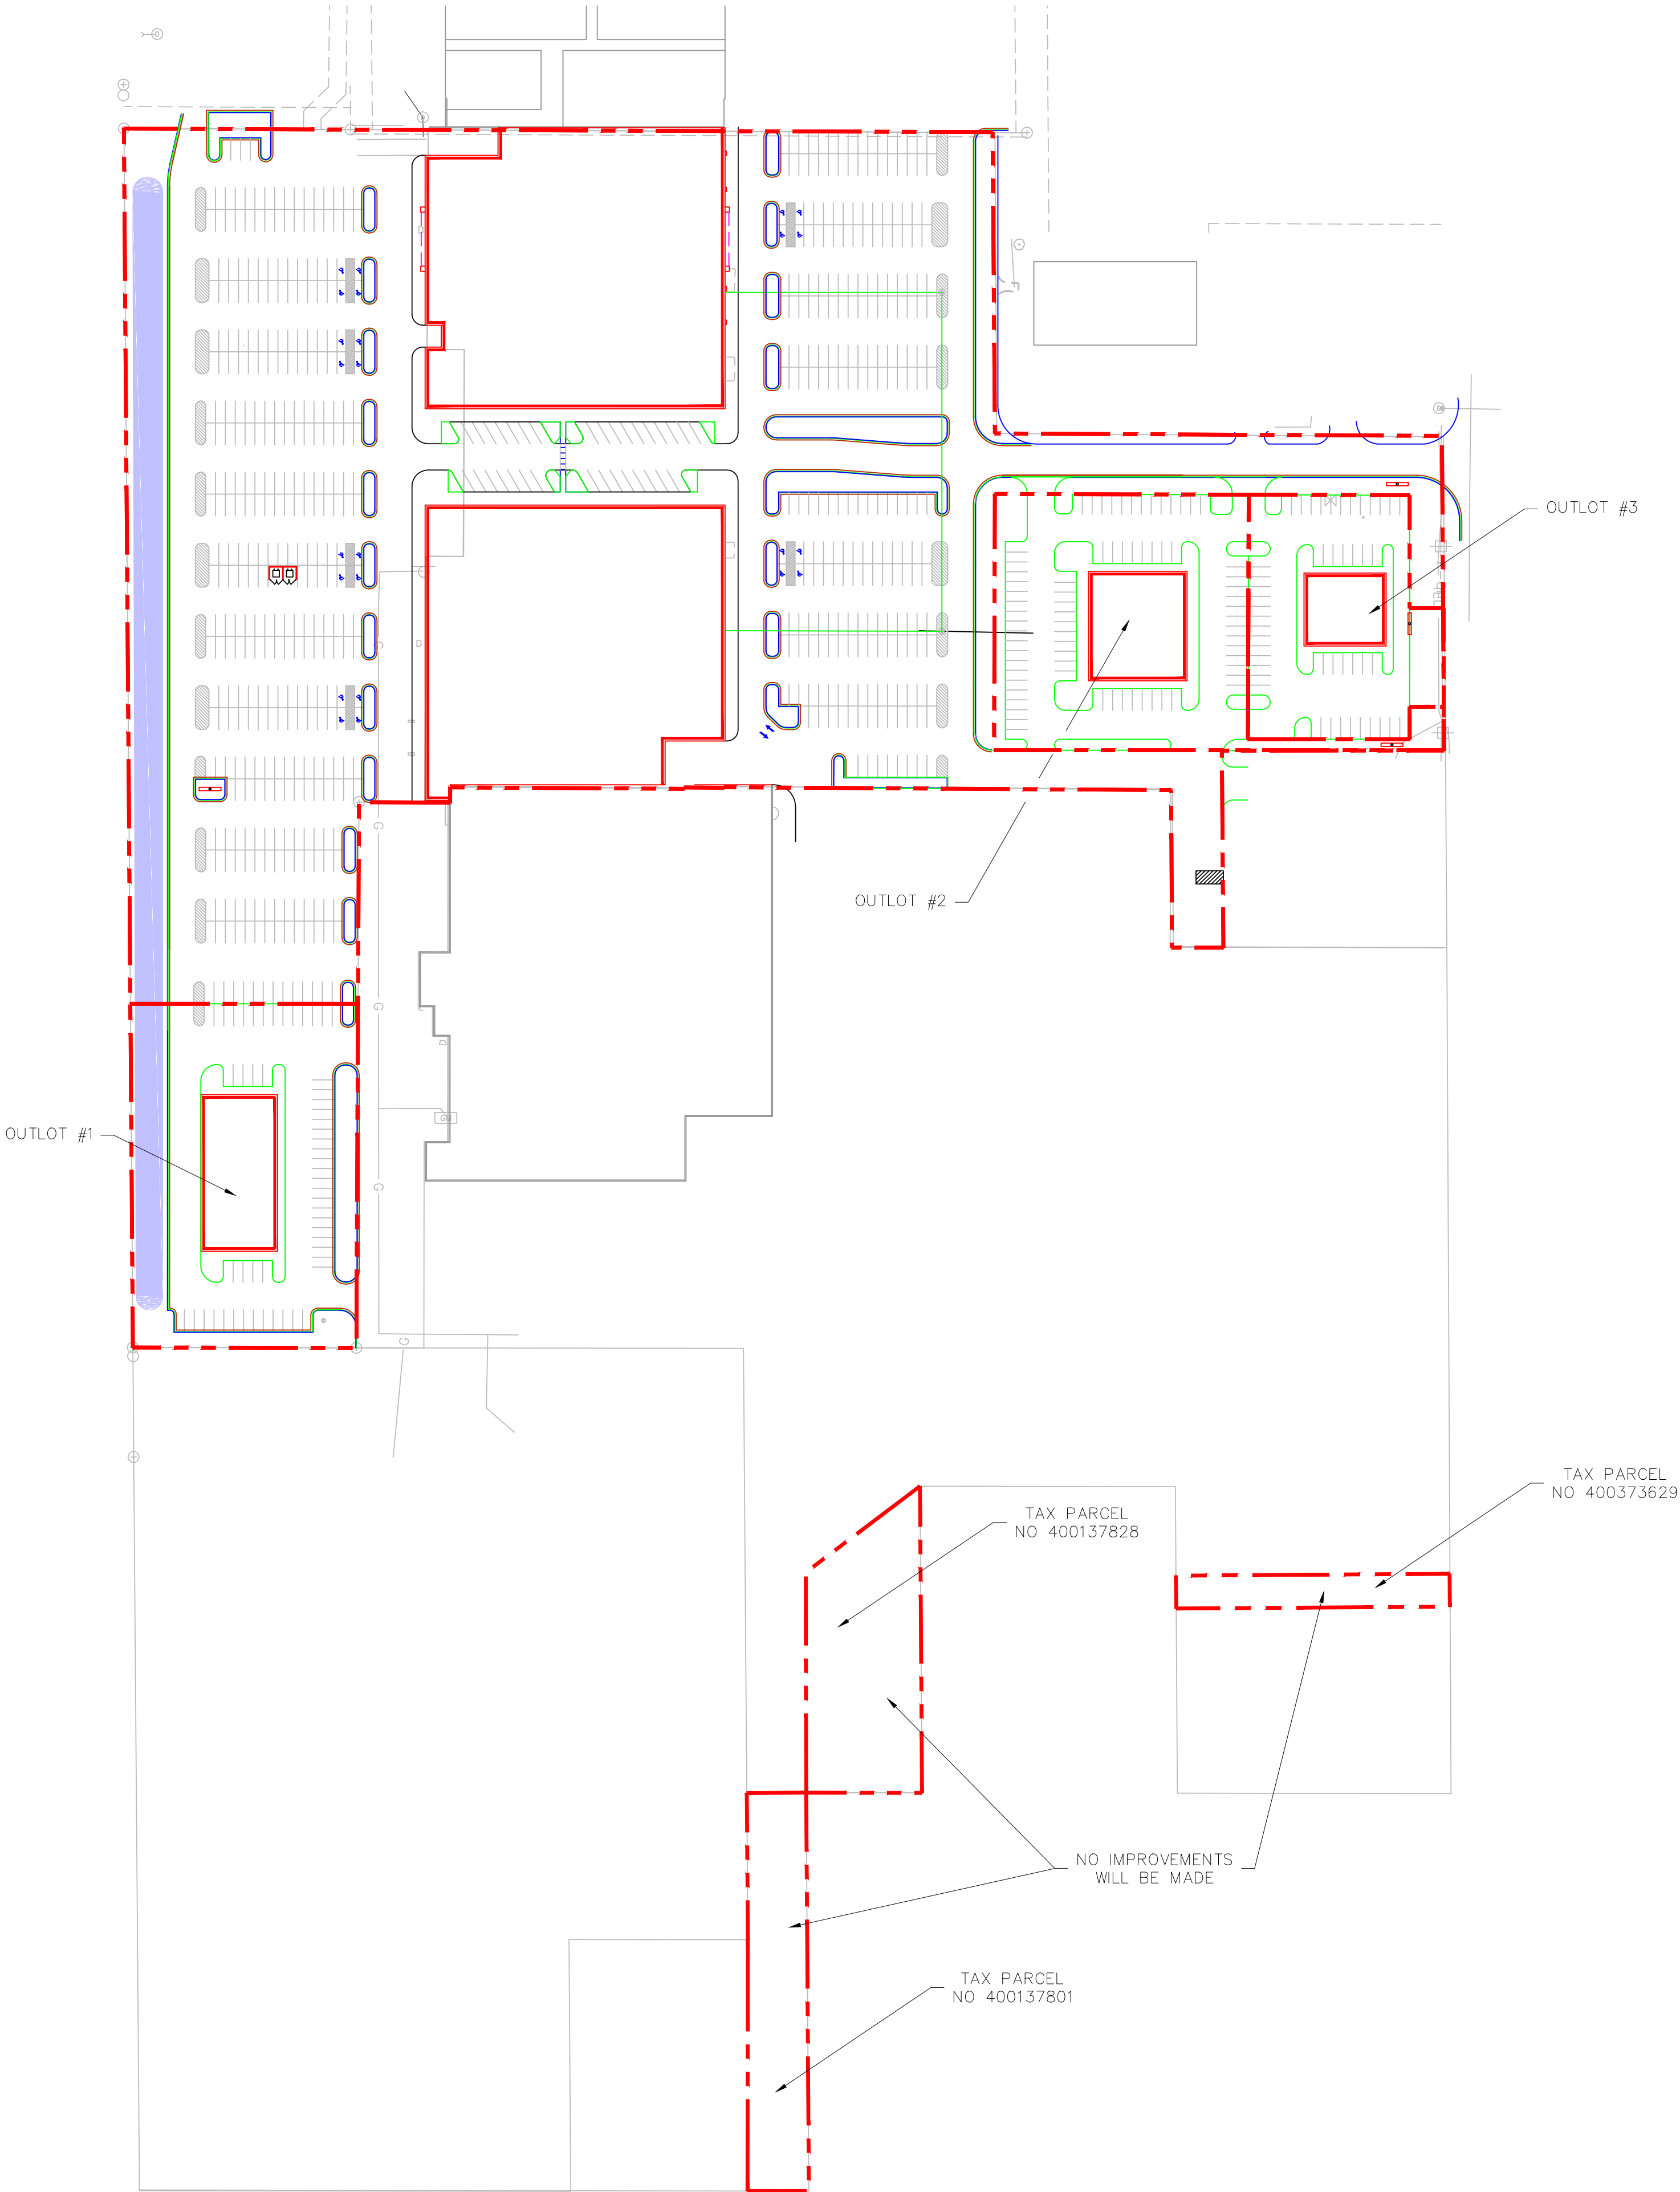 OUTLOT #3
OUTLOT #2
OUTLOT #1
TAX PARCEL
NO 400373629
TAX PARCEL
NO 400137828
NO IMPROVEMENTS
WILL BE MADE
TAX PARCEL
NO 400137801
G
G
G
G
G